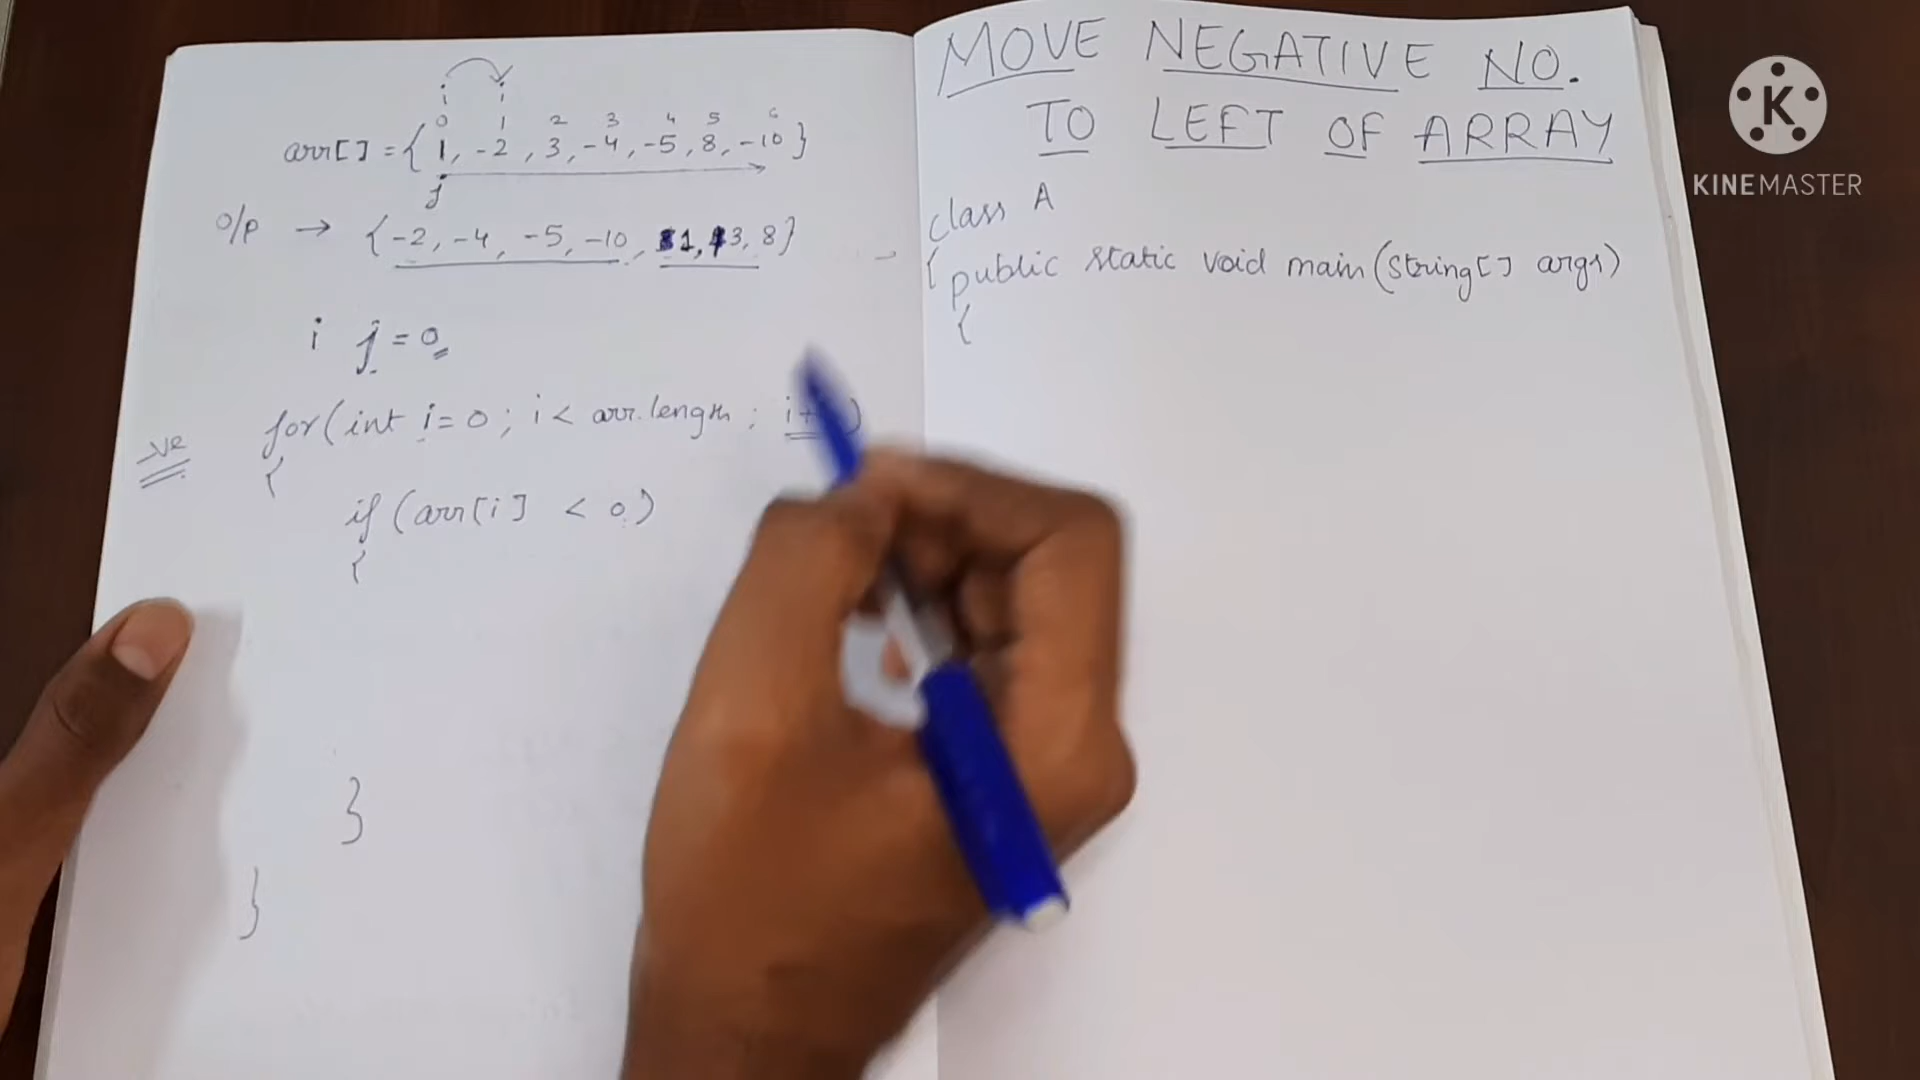 i i
0 1 2 3 4 5 6
arr[] = { 1, -2, 3, -4, -5, 8, -10 }
j
o/p → { -2, -4, -5, -10, 1, 3, 8 }
i j = 0
for(int i=0; i < arr.length;
-ve
{
if (arr[i] < 0)
{
}
}
MOVE NEGATIVE NO.
TO LEFT OF ARRAY
class A
{ public static void main(String[] args)
{
K
KINEMASTER